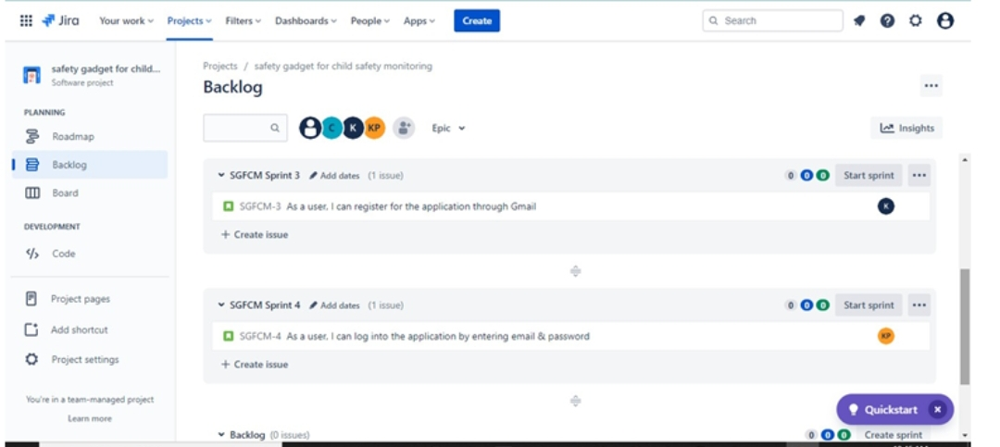 Jira Your work Projects Filters Dashboards People Apps Create Search
safety gadget for child...
Software project
PLANNING
Roadmap
Backlog
Board
DEVELOPMENT
Code
Project pages
Add shortcut
Project settings
You're in a team-managed project
Learn more
Projects / safety gadget for child safety monitoring
Backlog
C K KP Epic Insights
SGFCM Sprint 3 Add dates (1 issue) 0 0 0 Start sprint
SGFCM-3 As a user, I can register for the application through Gmail K
+ Create issue
SGFCM Sprint 4 Add dates (1 issue) 0 0 0 Start sprint
SGFCM-4 As a user, I can log into the application by entering email & password KP
+ Create issue
Quickstart
Backlog (0 issues) 0 0 0 Create sprint